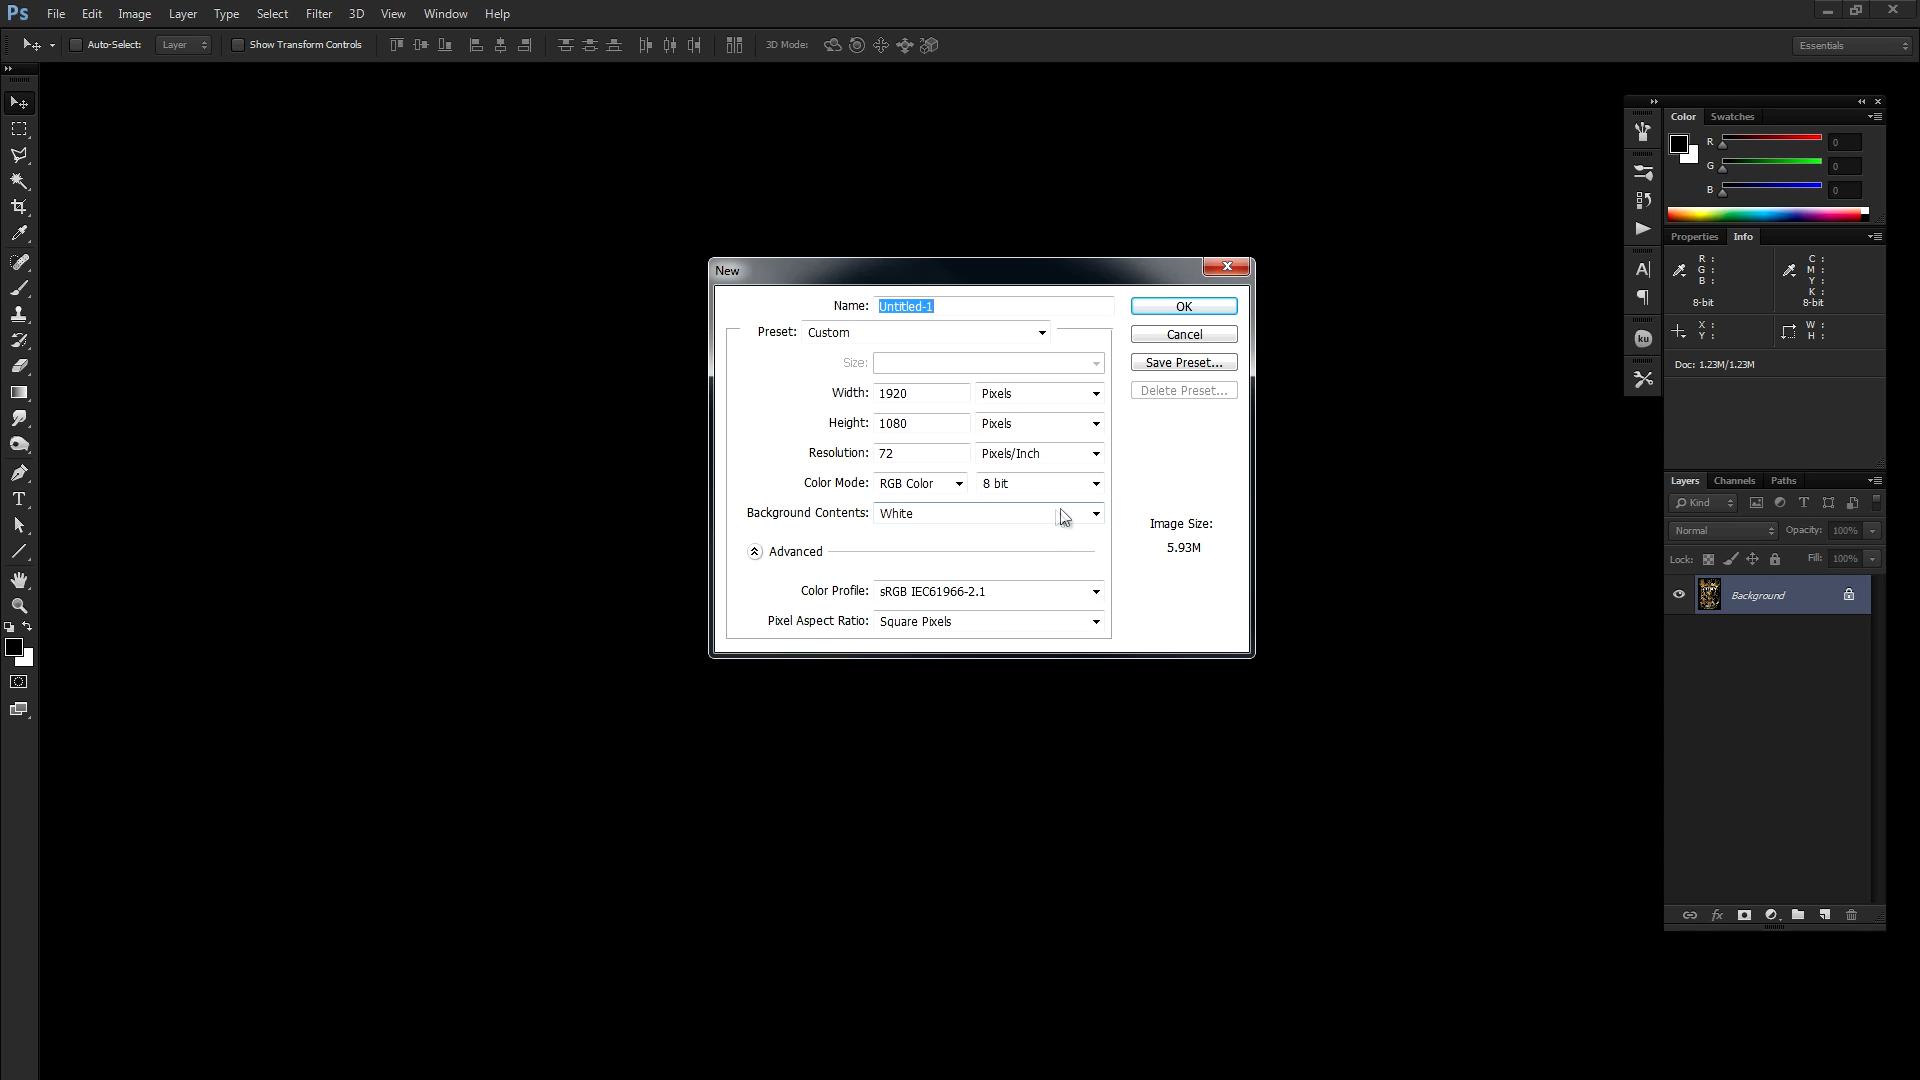 Ps File Edit Image Layer Type Select Filter 3D View Window Help
Auto-Select: Layer Show Transform Controls 3D Mode: Essentials
Color Swatches
R 0
G 0
B 0
Properties Info
R : C :
G : M :
B : Y :
K :
8-bit 8-bit
X : W :
Y : H :
Doc: 1.23M/1.23M
Layers Channels Paths
Kind
Normal Opacity: 100%
Lock: Fill: 100%
Background
fx
A
ku
T
New
Name: Untitled-1 OK
Preset: Custom Cancel
Size: Save Preset...
Width: 1920 Pixels Delete Preset...
Height: 1080 Pixels
Resolution: 72 Pixels/Inch
Color Mode: RGB Color 8 bit
Background Contents: White
Image Size:
5.93M
Advanced
Color Profile: sRGB IEC61966-2.1
Pixel Aspect Ratio: Square Pixels